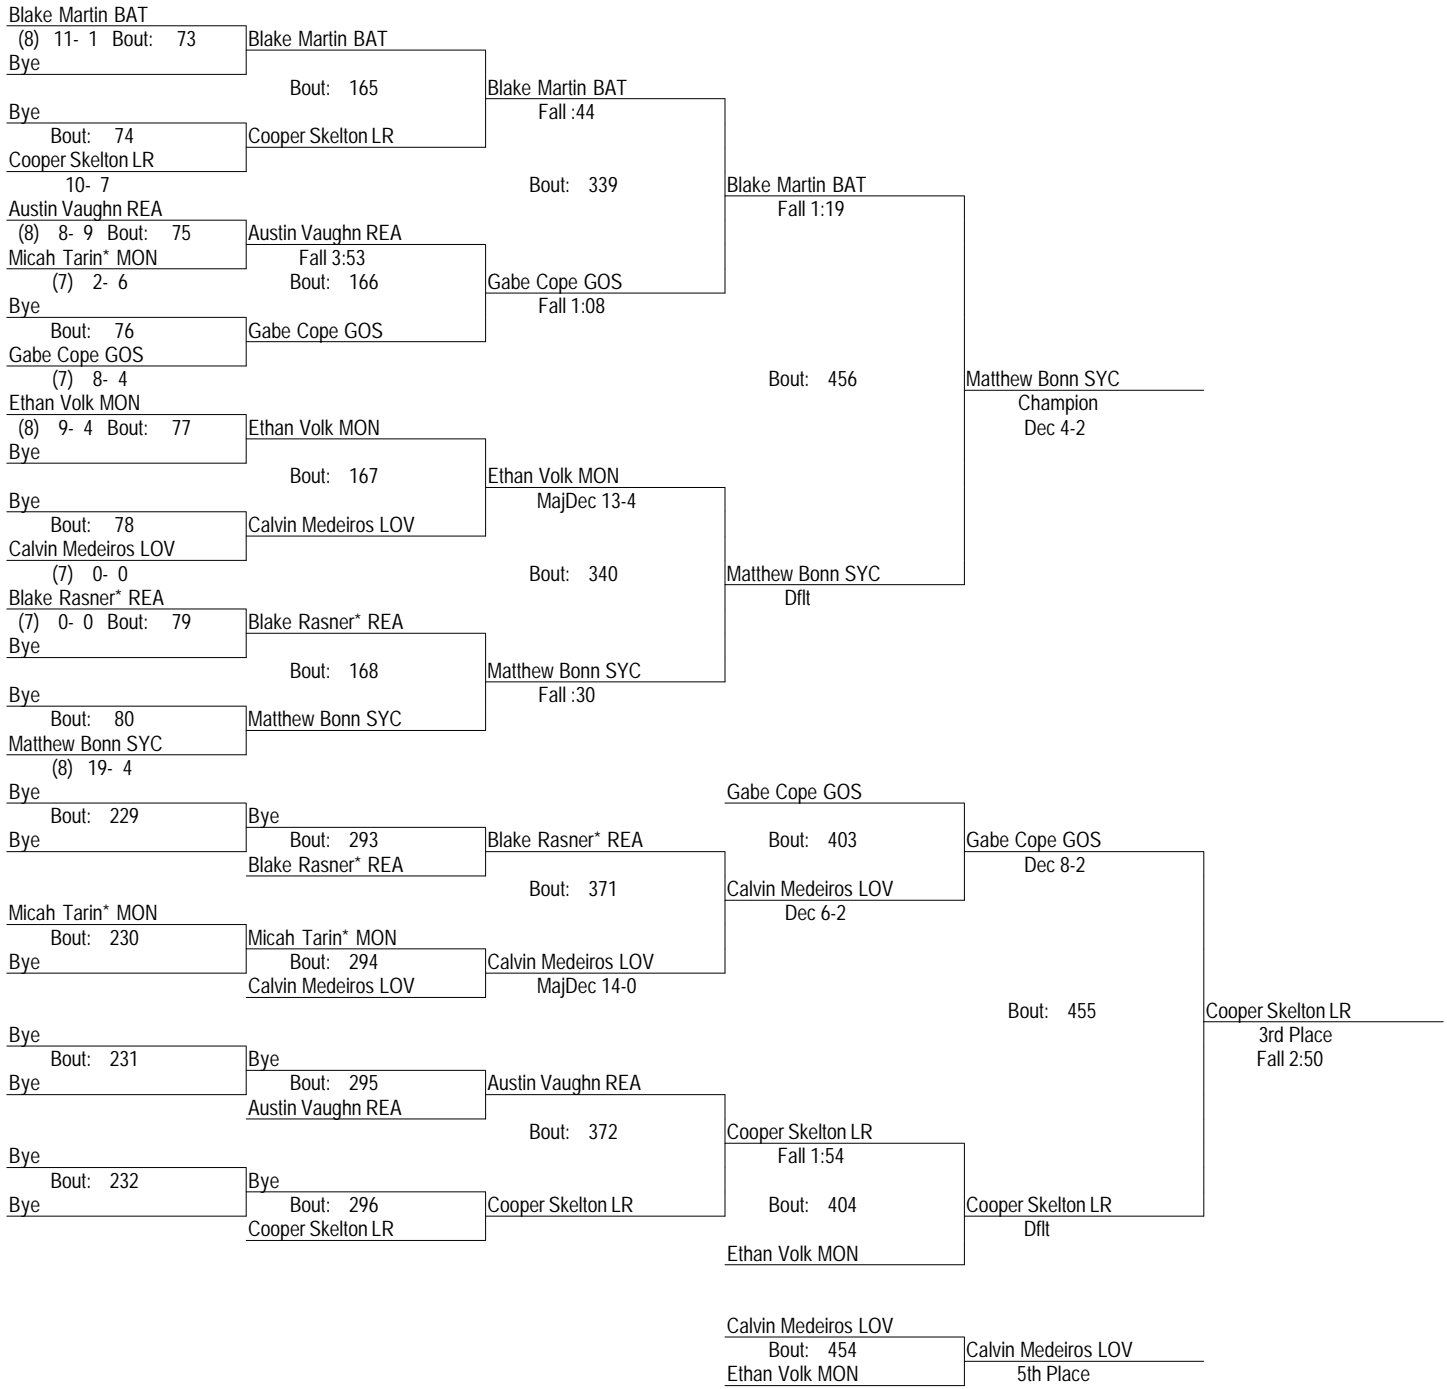 Blake Martin BAT
(8) 11- 1 Bout: 73
Blake Martin BAT
Bye
Bout: 165
Blake Martin BAT
Bye
Fall :44
Bout: 74
Cooper Skelton LR
Cooper Skelton LR
10- 7
Bout: 339
Blake Martin BAT
Austin Vaughn REA
Fall 1:19
(8) 8- 9 Bout: 75
Austin Vaughn REA
Micah Tarin* MON
Fall 3:53
(7) 2- 6
Bout: 166
Gabe Cope GOS
Bye
Fall 1:08
Bout: 76
Gabe Cope GOS
Gabe Cope GOS
(7) 8- 4
Bout: 456
Matthew Bonn SYC
Ethan Volk MON
Champion
(8) 9- 4 Bout: 77
Ethan Volk MON
Dec 4-2
Bye
Bout: 167
Ethan Volk MON
Bye
MajDec 13-4
Bout: 78
Calvin Medeiros LOV
Calvin Medeiros LOV
(7) 0- 0
Bout: 340
Matthew Bonn SYC
Blake Rasner* REA
Dflt
(7) 0- 0 Bout: 79
Blake Rasner* REA
Bye
Bout: 168
Matthew Bonn SYC
Bye
Fall :30
Bout: 80
Matthew Bonn SYC
Matthew Bonn SYC
(8) 19- 4
Bye
Gabe Cope GOS
Bout: 229
Bye
Bye
Bout: 293
Blake Rasner* REA
Bout: 403
Gabe Cope GOS
Blake Rasner* REA
Dec 8-2
Bout: 371
Calvin Medeiros LOV
Micah Tarin* MON
Dec 6-2
Bout: 230
Micah Tarin* MON
Bye
Bout: 294
Calvin Medeiros LOV
Calvin Medeiros LOV
MajDec 14-0
Bout: 455
Cooper Skelton LR
Bye
3rd Place
Bout: 231
Bye
Fall 2:50
Bye
Bout: 295
Austin Vaughn REA
Austin Vaughn REA
Bout: 372
Cooper Skelton LR
Bye
Fall 1:54
Bout: 232
Bye
Bye
Bout: 296
Cooper Skelton LR
Bout: 404
Cooper Skelton LR
Cooper Skelton LR
Dflt
Ethan Volk MON
Calvin Medeiros LOV
Bout: 454
Calvin Medeiros LOV
Ethan Volk MON
5th Place